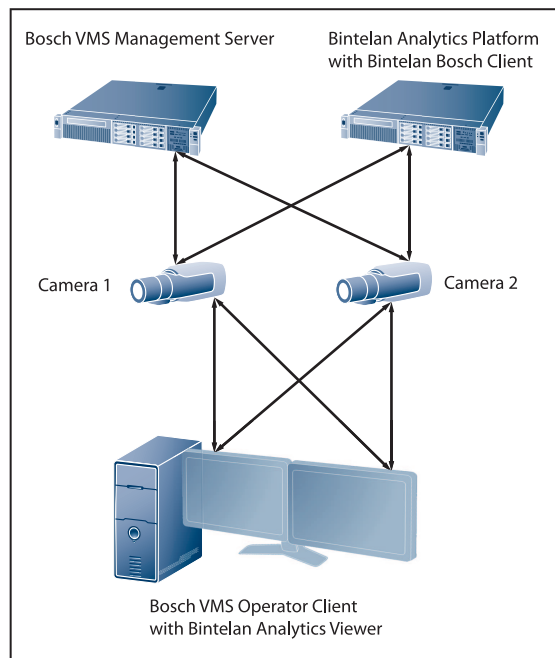 Bosch VMS Management Server
Bintelan Analytics Platform
with Bintelan Bosch Client
Camera 1
Camera 2
Bosch VMS Operator Client
with Bintelan Analytics Viewer